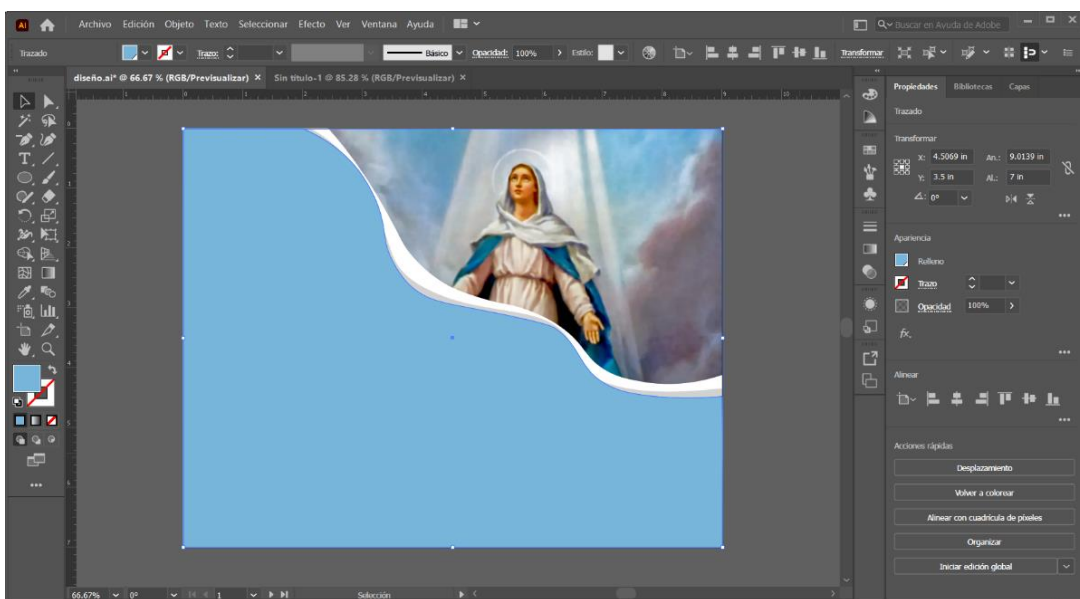 Ai Archivo Edición Objeto Texto Seleccionar Efecto Ver Ventana Ayuda Buscar en Ayuda de Adobe
Trazado Trazo: Básico Opacidad: 100% Estilo: Transformar
diseño.ai* @ 66.67 % (RGB/Previsualizar) × Sin título-1 @ 85.28 % (RGB/Previsualizar) ×
Propiedades Bibliotecas Capas
Trazado
Transformar
X: 4.5069 in An.: 9.0139 in
Y: 3.5 in Al.: 7 in
0°
Apariencia
Relleno
Trazo
Opacidad 100%
fx.
Alinear
Acciones rápidas
Desplazamiento
Volver a colorear
Alinear con cuadrícula de píxeles
Organizar
Iniciar edición global
66.67% 0° 1 Selección